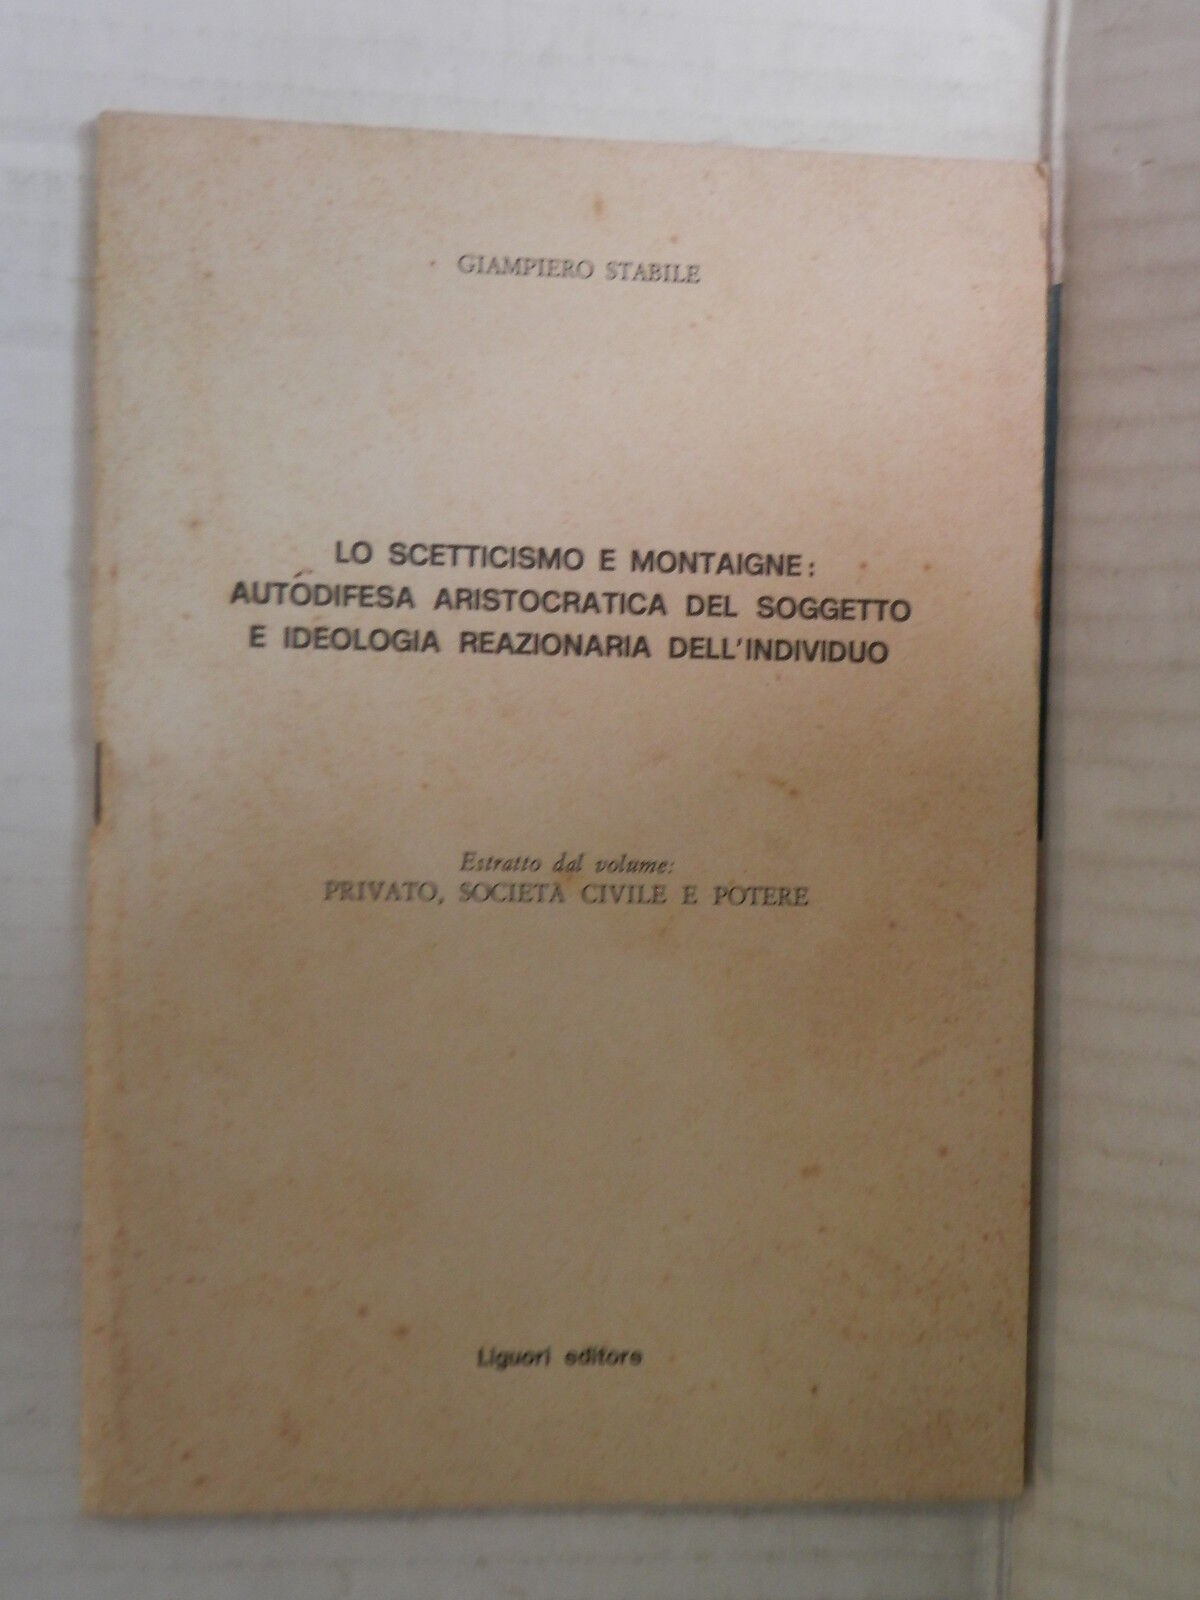 GIAMPIERO STABILE
LO SCETTICISMO E MONTAIGNE:
AUTODIFESA ARISTOCRATICA DEL SOGGETTO
E IDEOLOGIA REAZIONARIA DELL'INDIVIDUO
Estratto dal volume:
PRIVATO, SOCIETÀ CIVILE E POTERE
Liguori editore